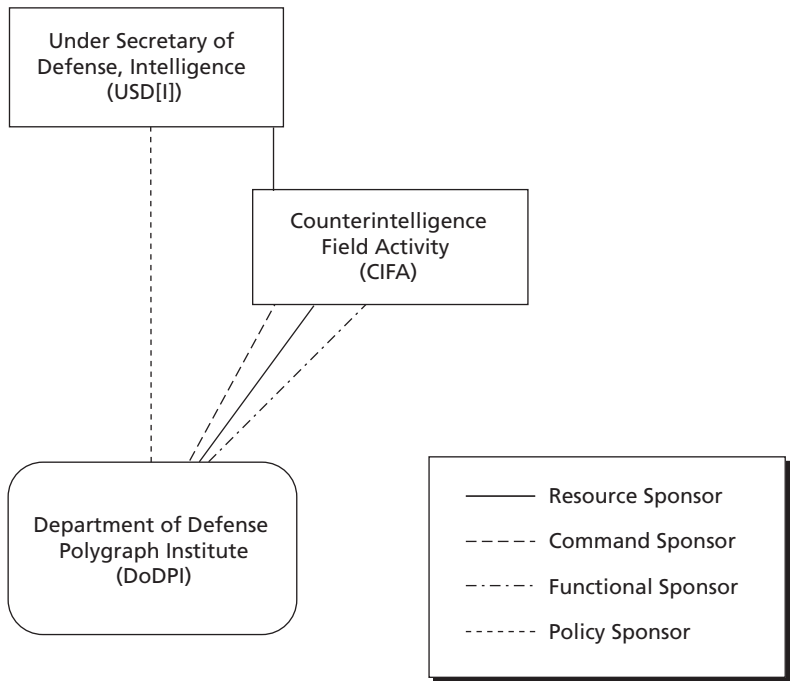 Under Secretary of
Defense, Intelligence
(USD[I])
Counterintelligence
Field Activity
(CIFA)
Department of Defense
Polygraph Institute
(DoDPI)
Resource Sponsor
Command Sponsor
Functional Sponsor
Policy Sponsor